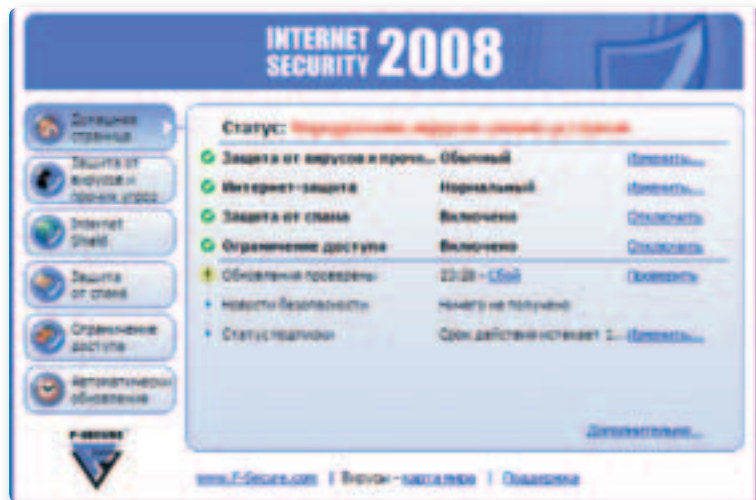 INTERNET
SECURITY 2008
Домашняя
страница
Защита от
вирусов и
прочих угроз
Internet
Shield
Защита
от спама
Ограничение
доступа
Автоматически
обновления
F-SECURE
Статус:
Защита от вирусов и проче... Обычный Изменить...
Интернет-защита Нормальный Изменить...
Защита от спама Включено Отключить
Ограничение доступа Включено Отключить
Обновления проверены 23:28 - Сбой Проверить
Новости безопасности Ничего не получено
Статус подписки Срок действия истекает Изменить...
Дополнительно...
www.F-Secure.com | Вирусы - карта мира | Поддержка